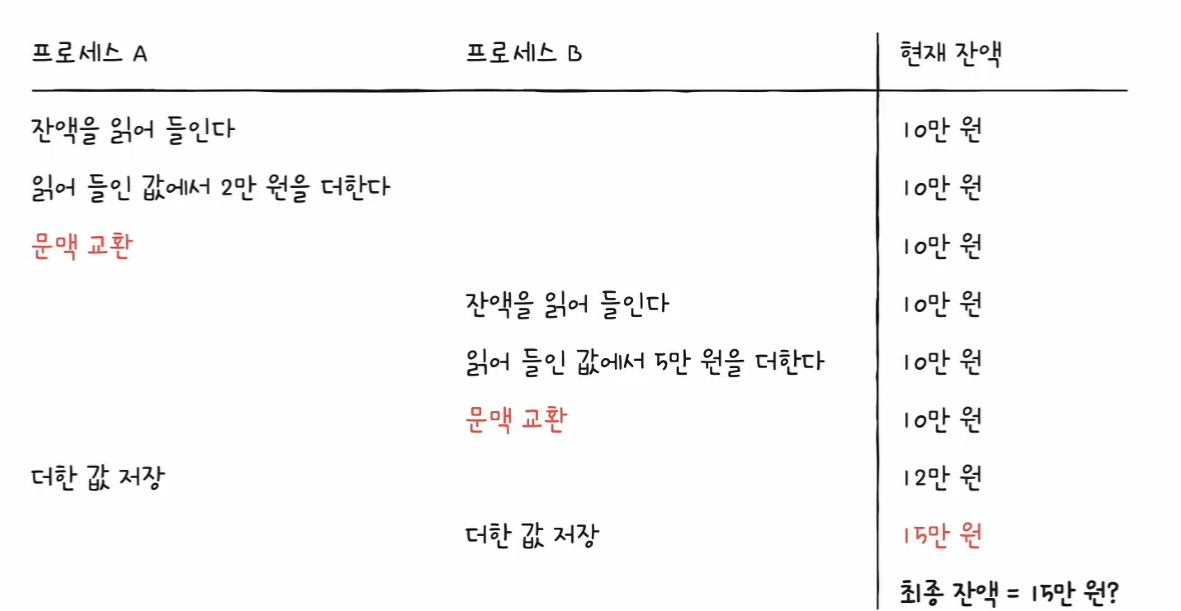 프로세스 A 프로세스 B 현재 잔액
잔액을 읽어 들인다 10만 원
읽어 들인 값에서 2만 원을 더한다 10만 원
문맥 교환 10만 원
잔액을 읽어 들인다 10만 원
읽어 들인 값에서 5만 원을 더한다 10만 원
문맥 교환 10만 원
더한 값 저장 12만 원
더한 값 저장 15만 원
최종 잔액 = 15만 원?